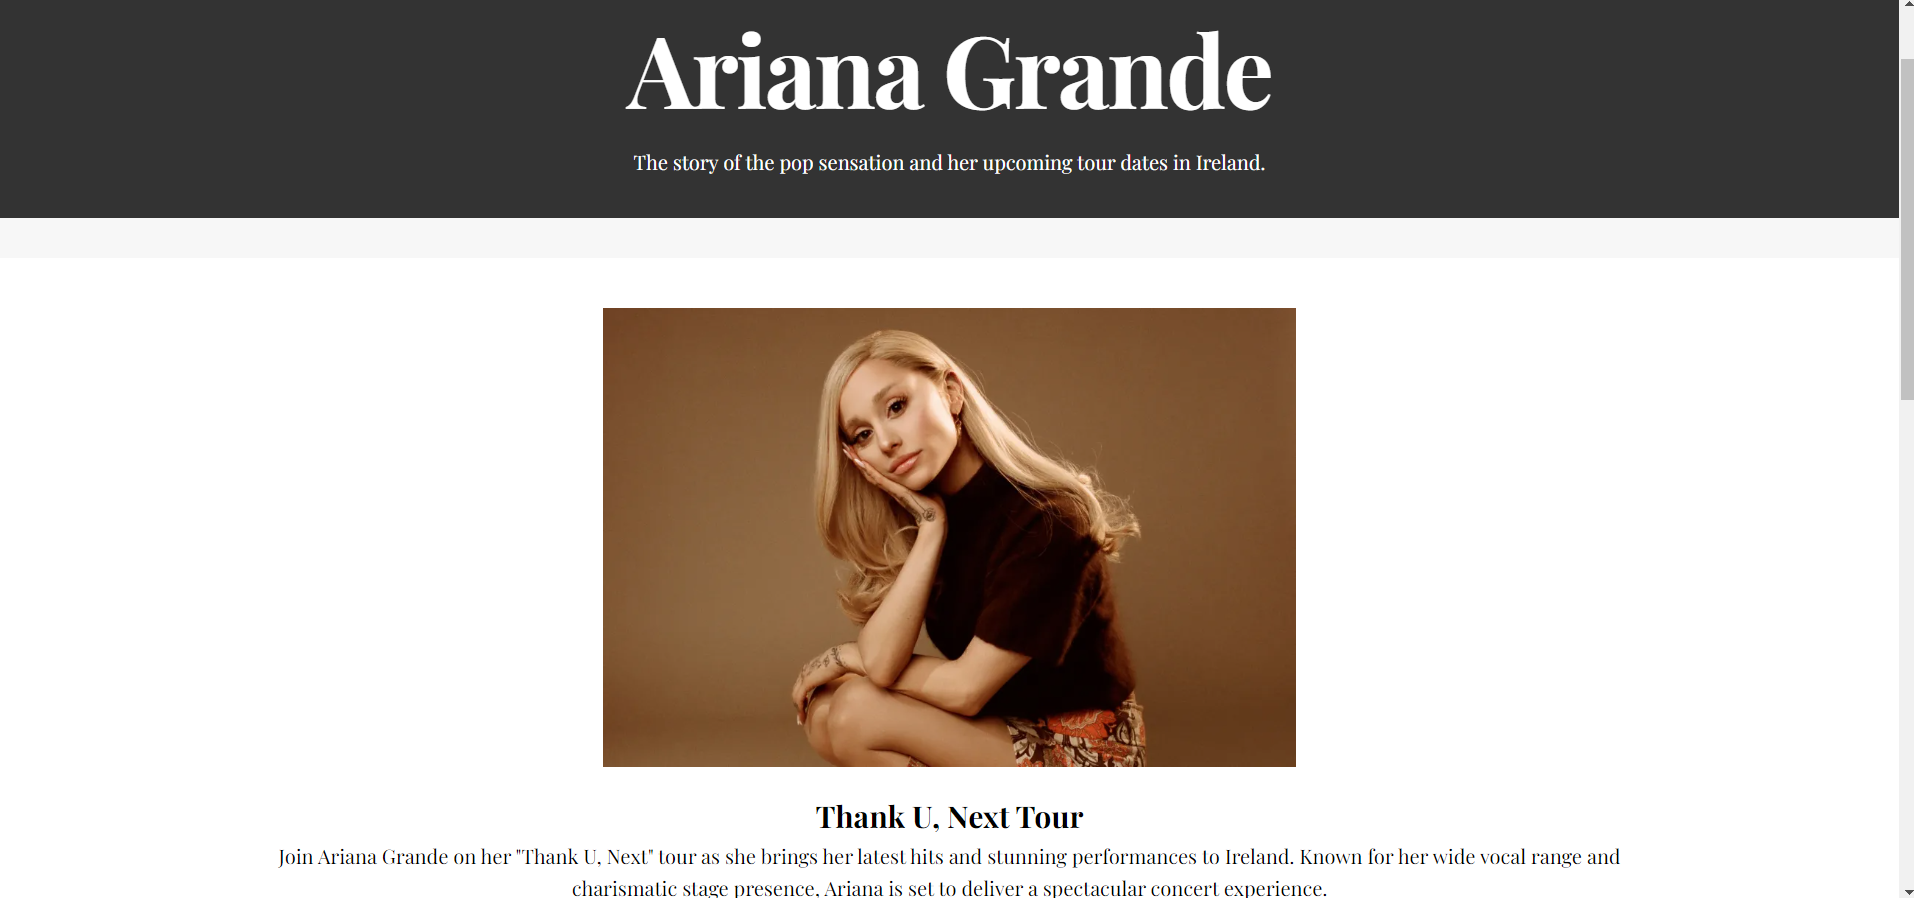 Ariana Grande
The story of the pop sensation and her upcoming tour dates in Ireland.
Thank U, Next Tour
Join Ariana Grande on her "Thank U, Next" tour as she brings her latest hits and stunning performances to Ireland. Known for her wide vocal range and
charismatic stage presence, Ariana is set to deliver a spectacular concert experience.